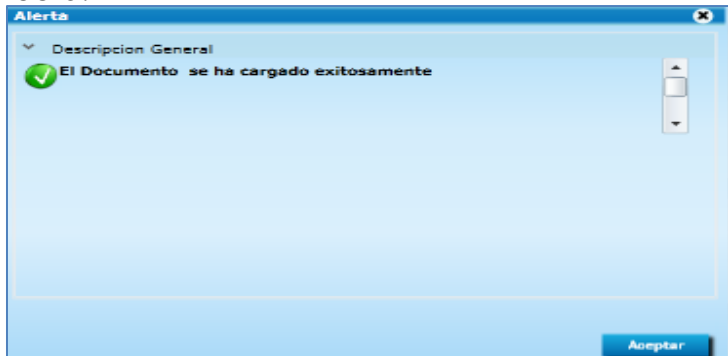 Alerta
Descripcion General
El Documento se ha cargado exitosamente
Aceptar